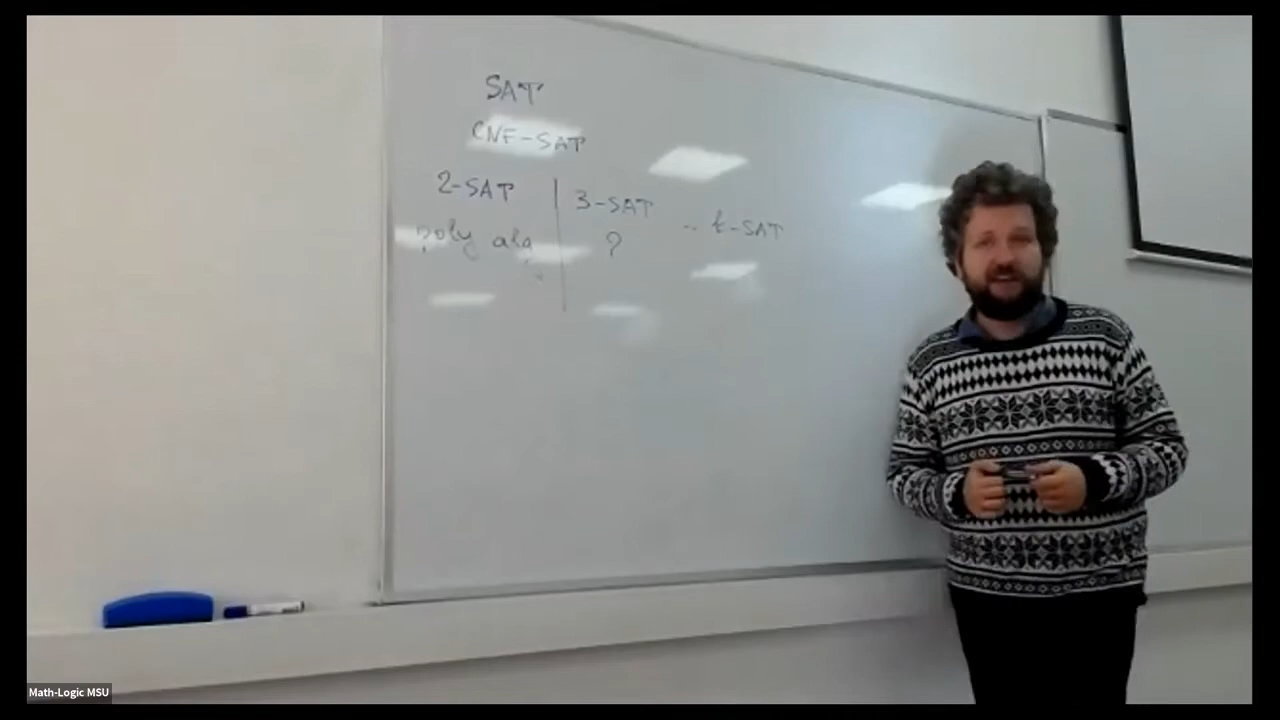 SAT
CNF-SAT
2-SAT | 3-SAT .. t-SAT
poly alg. ?
Math-Logic MSU